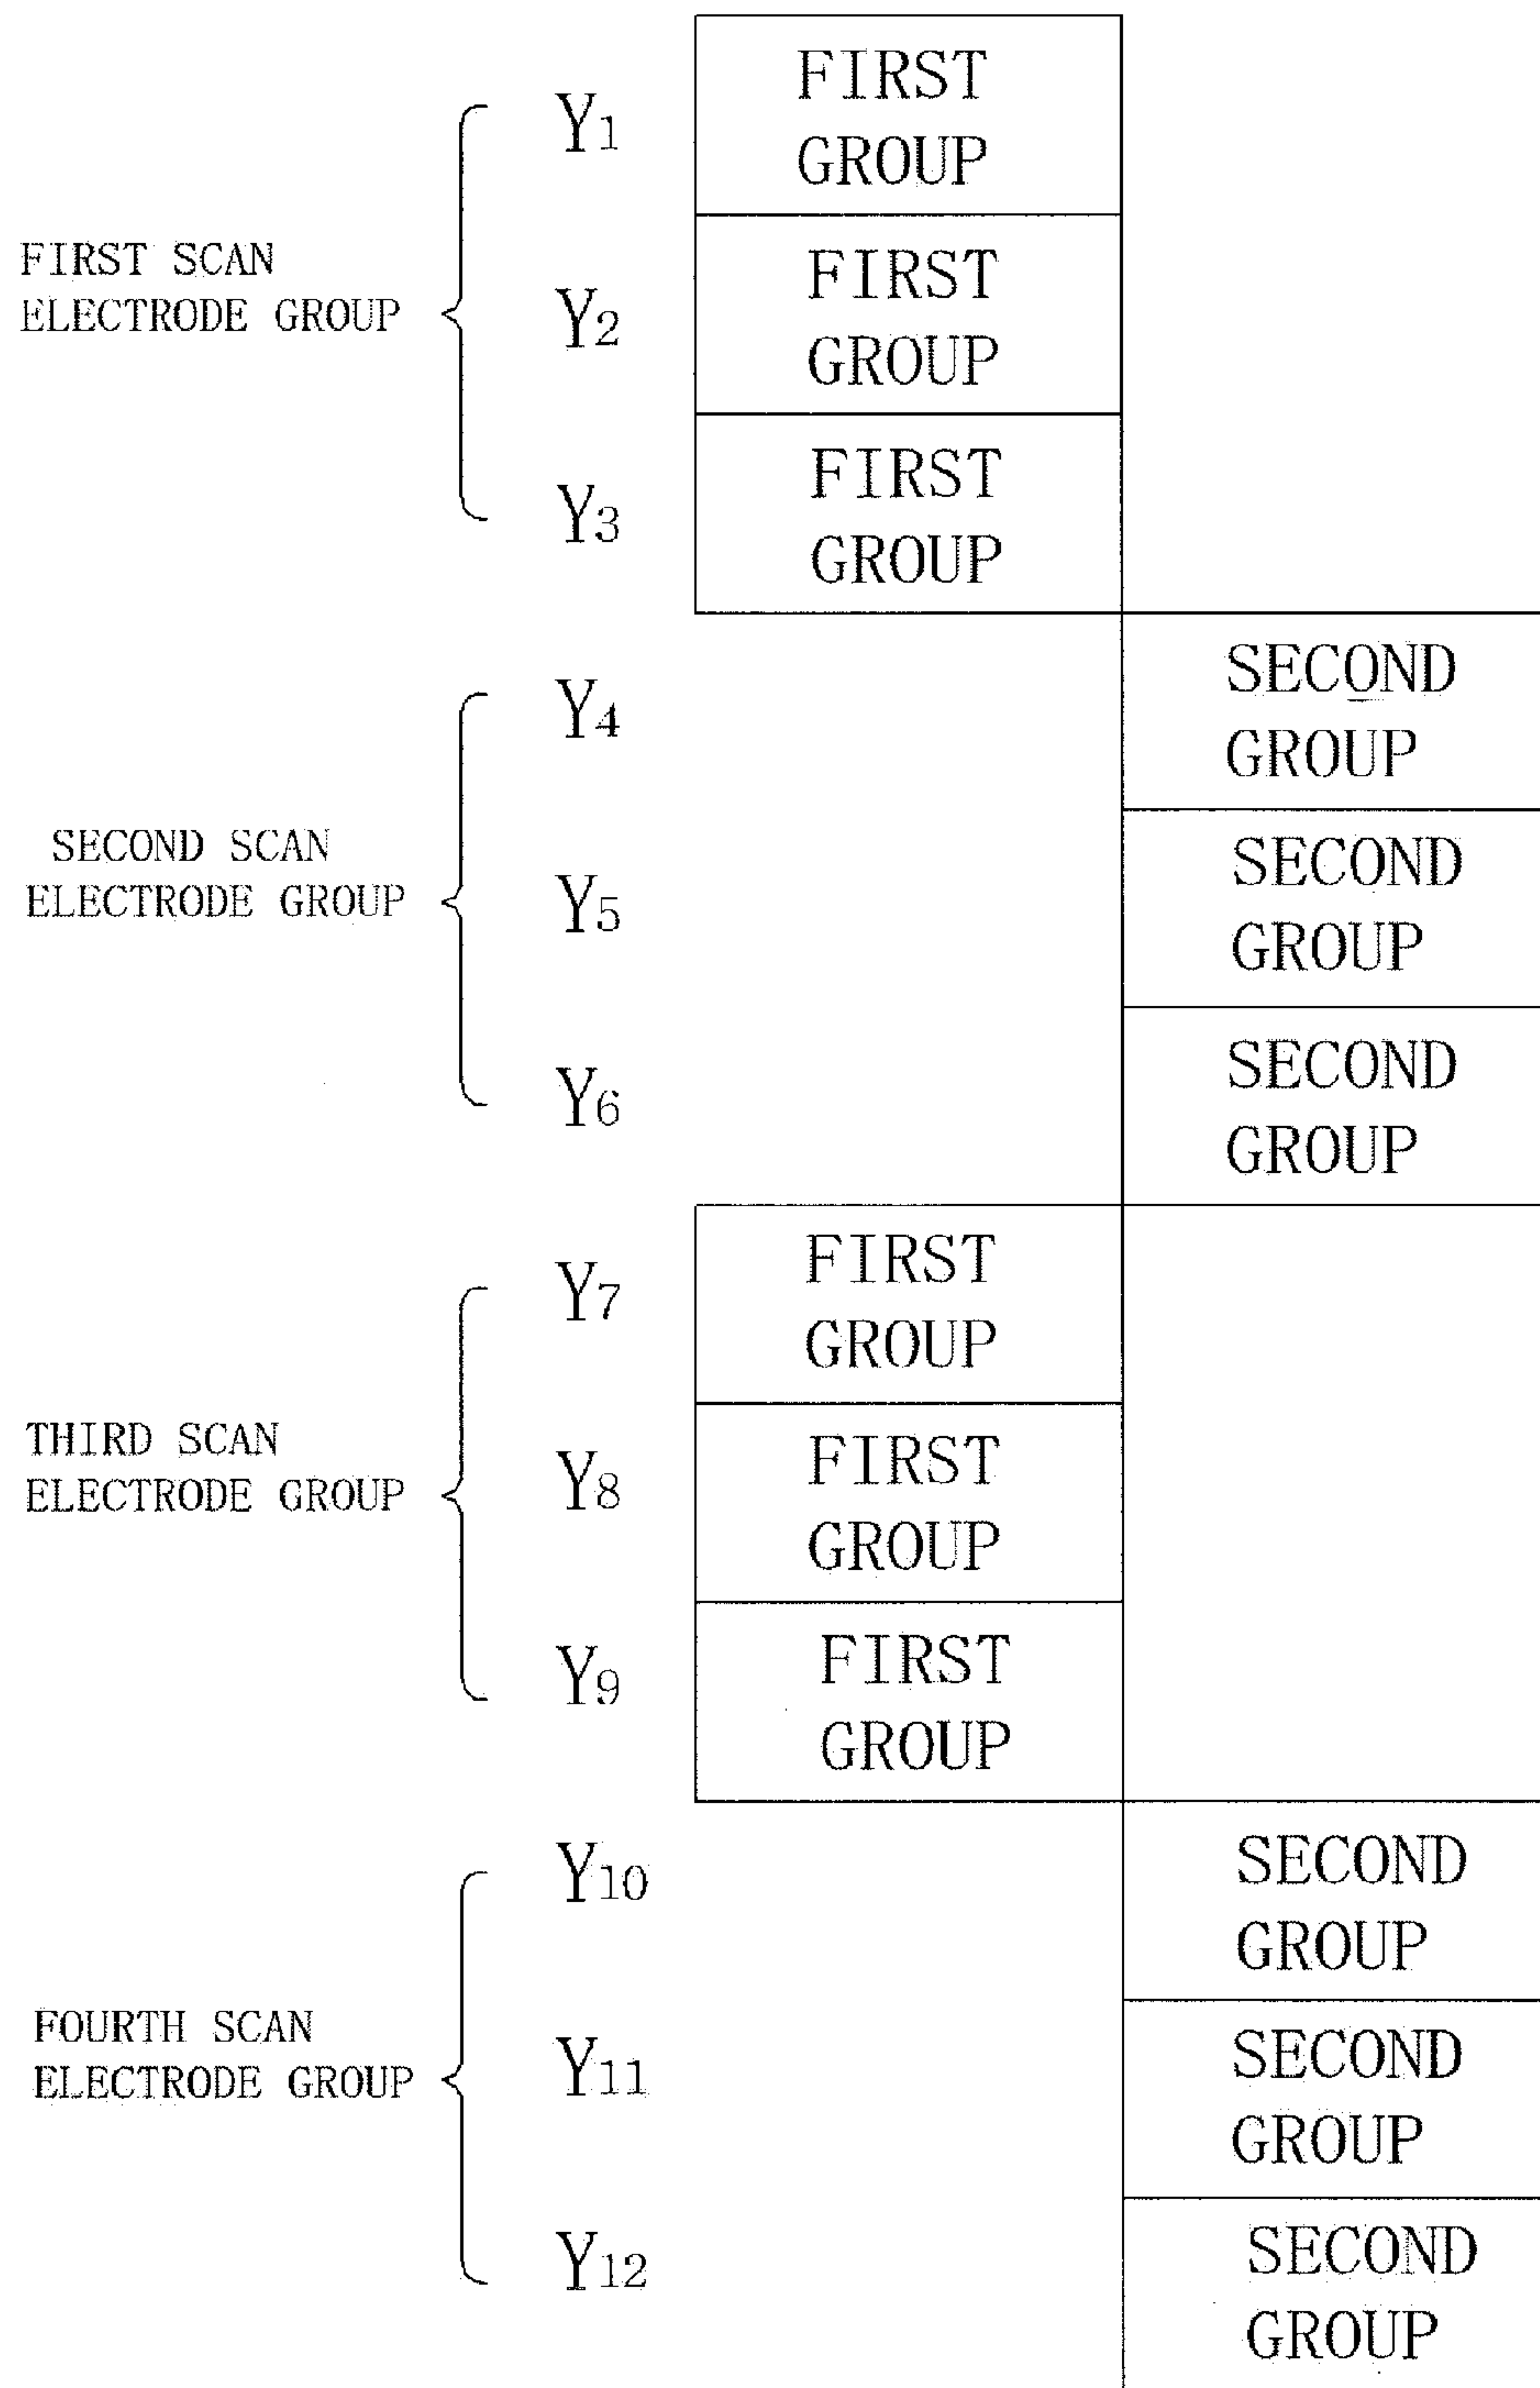 FIRST
GROUP
Y1
FIRST SCAN
ELECTRODE GROUP
FIRST
GROUP
Y2
FIRST
GROUP
Y3
SECOND
GROUP
Y4
SECOND SCAN
ELECTRODE GROUP
SECOND
GROUP
Y5
SECOND
GROUP
Y6
FIRST
GROUP
Y7
THIRD SCAN
ELECTRODE GROUP
FIRST
GROUP
Y8
FIRST
GROUP
Y9
SECOND
GROUP
Y10
FOURTH SCAN
ELECTRODE GROUP
SECOND
GROUP
Y11
SECOND
GROUP
Y12